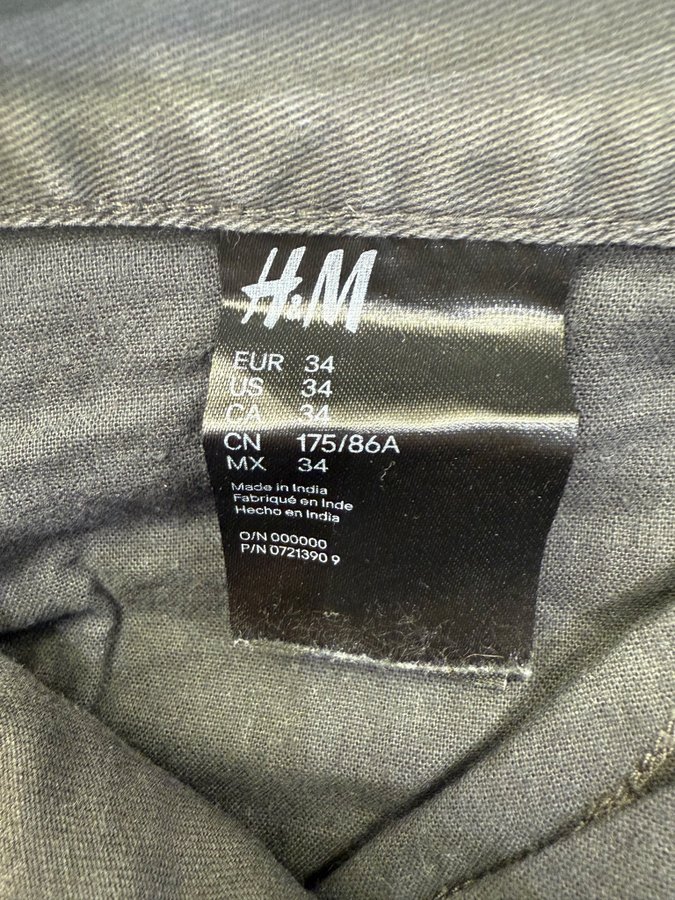 H&M
EUR 34
US 34
CA 34
CN 175/86A
MX 34
Made in India
Fabriqué en Inde
Hecho en India
O/N 000000
P/N 0721390 9